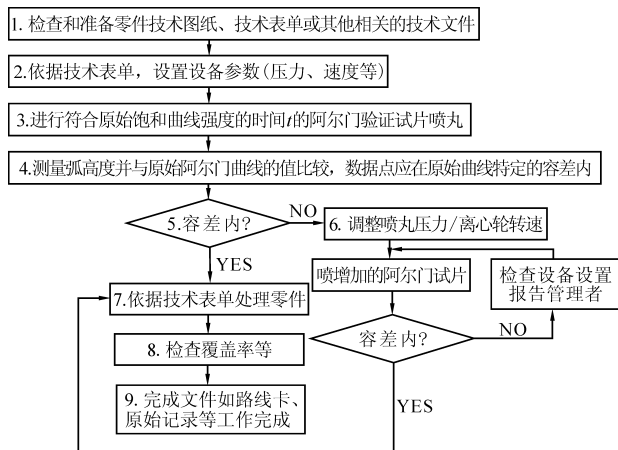 1. 检查和准备零件技术图纸、技术表单或其他相关的技术文件
2.依据技术表单，设置设备参数(压力、速度等)
3.进行符合原始饱和曲线强度的时间t的阿尔门验证试片喷丸
4.测量弧高度并与原始阿尔门曲线的值比较，数据点应在原始曲线特定的容差内
5.容差内?
NO
6. 调整喷丸压力/离心轮转速
YES
喷增加的阿尔门试片
检查设备设置
报告管理者
7.依据技术表单处理零件
容差内?
NO
8. 检查覆盖率等
9. 完成文件如路线卡、
原始记录等工作完成
YES